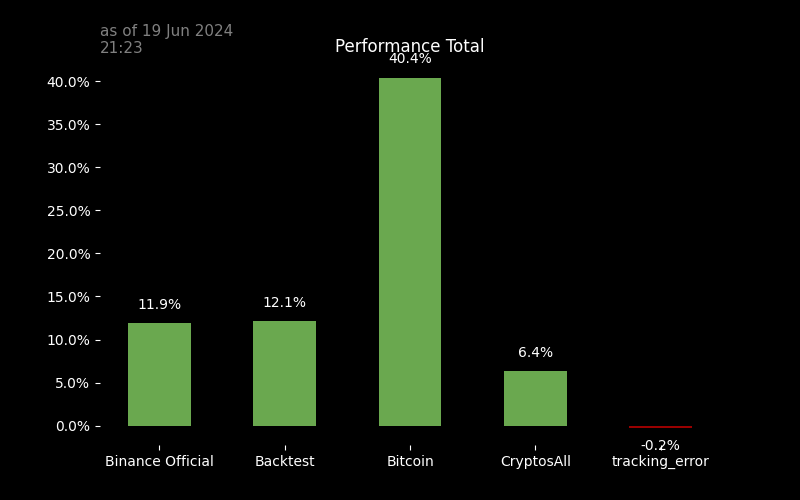 as of 19 Jun 2024
21:23
Performance Total
40.4%
40.0%
35.0%
30.0%
25.0%
20.0%
15.0%
10.0%
5.0%
0.0%
11.9%
12.1%
6.4%
-0.2%
Binance Official
Backtest
Bitcoin
CryptosAll
tracking_error